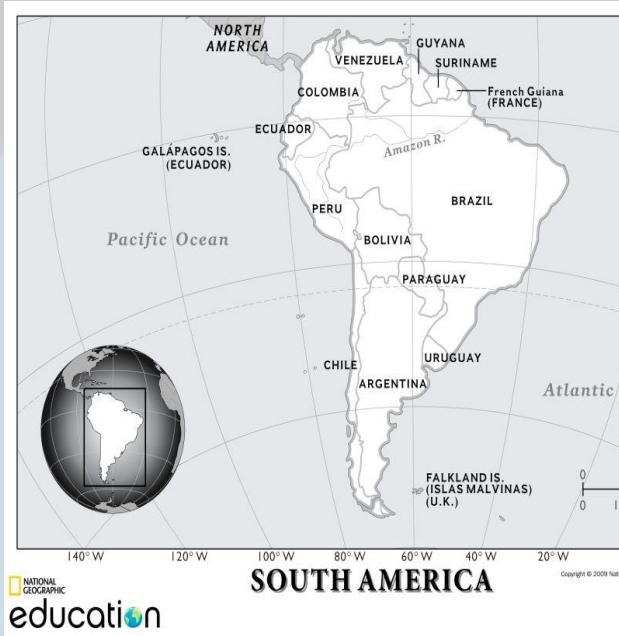 NORTH
AMERICA
GUYANA
VENEZUELA
SURINAME
COLOMBIA
French Guiana
(FRANCE)
ECUADOR
GALÁPAGOS IS.
(ECUADOR)
Amazon R.
PERU
BRAZIL
Pacific Ocean
BOLIVIA
PARAGUAY
CHILE
URUGUAY
ARGENTINA
Atlantic
FALKLAND IS.
(ISLAS MALVINAS)
(U.K.)
0
0
140° W 120° W 100° W 80° W 60° W 40° W 20° W
SOUTH AMERICA
Copyright © 2009
NATIONAL
GEOGRAPHIC
education